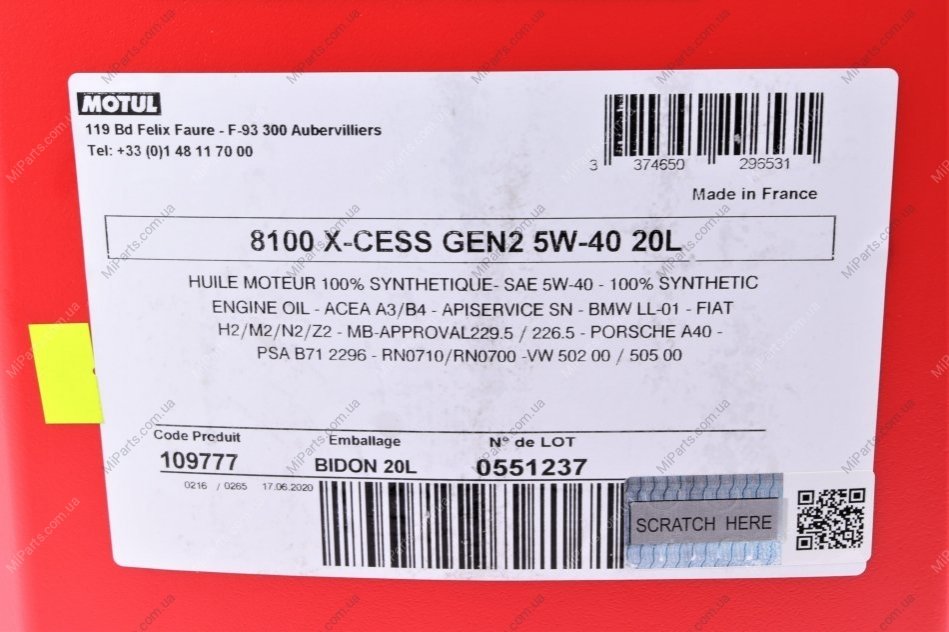 MOTUL
119 Bd Felix Faure - F-93 300 Aubervilliers
Tel: +33 (0)1 48 11 70 00
3 374650 296531
Made in France
8100 X-CESS GEN2 5W-40 20L
HUILE MOTEUR 100% SYNTHETIQUE- SAE 5W-40 - 100% SYNTHETIC
ENGINE OIL - ACEA A3/B4 - APISERVICE SN - BMW LL-01 - FIAT
H2/M2/N2/Z2 - MB-APPROVAL229.5 / 226.5 - PORSCHE A40 -
PSA B71 2296 - RN0710/RN0700 -VW 502 00 / 505 00
Code Produit Emballage N° de LOT
109777 BIDON 20L 0551237
0216 / 0265 17.06.2020
SCRATCH HERE
MiParts.com.ua